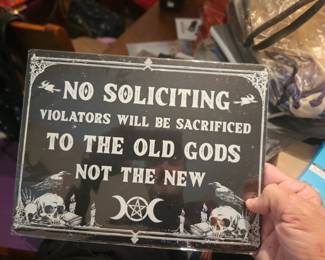 NO SOLICITING
VIOLATORS WILL BE SACRIFICED
TO THE OLD GODS
NOT THE NEW